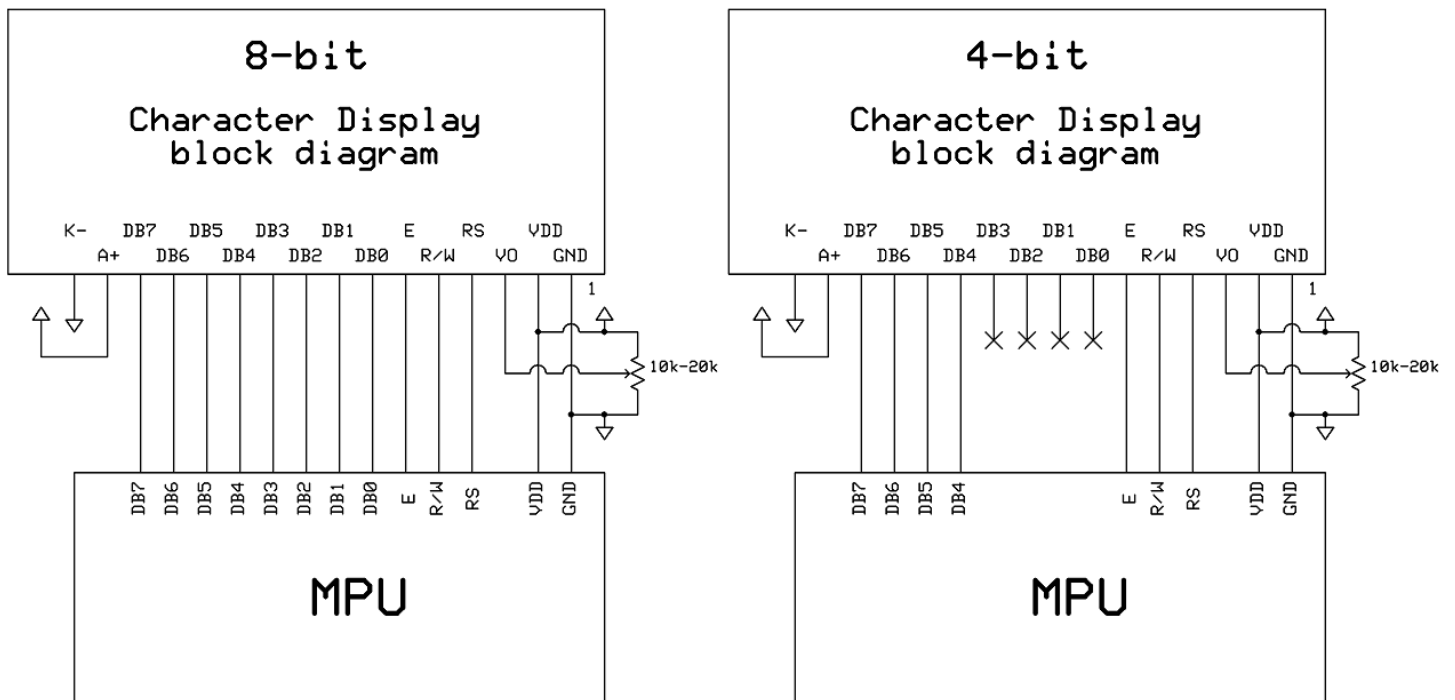 8-bit
Character Display
block diagram
K- DB7 DB5 DB3 DB1 E RS VDD
A+ DB6 DB4 DB2 DB0 R/W VO GND
1
10k-20k
DB7 DB6 DB5 DB4 DB3 DB2 DB1 DB0 E R/W RS VDD GND
MPU
4-bit
Character Display
block diagram
K- DB7 DB5 DB3 DB1 E RS VDD
A+ DB6 DB4 DB2 DB0 R/W VO GND
1
10k-20k
DB7 DB6 DB5 DB4 E R/W RS VDD GND
MPU